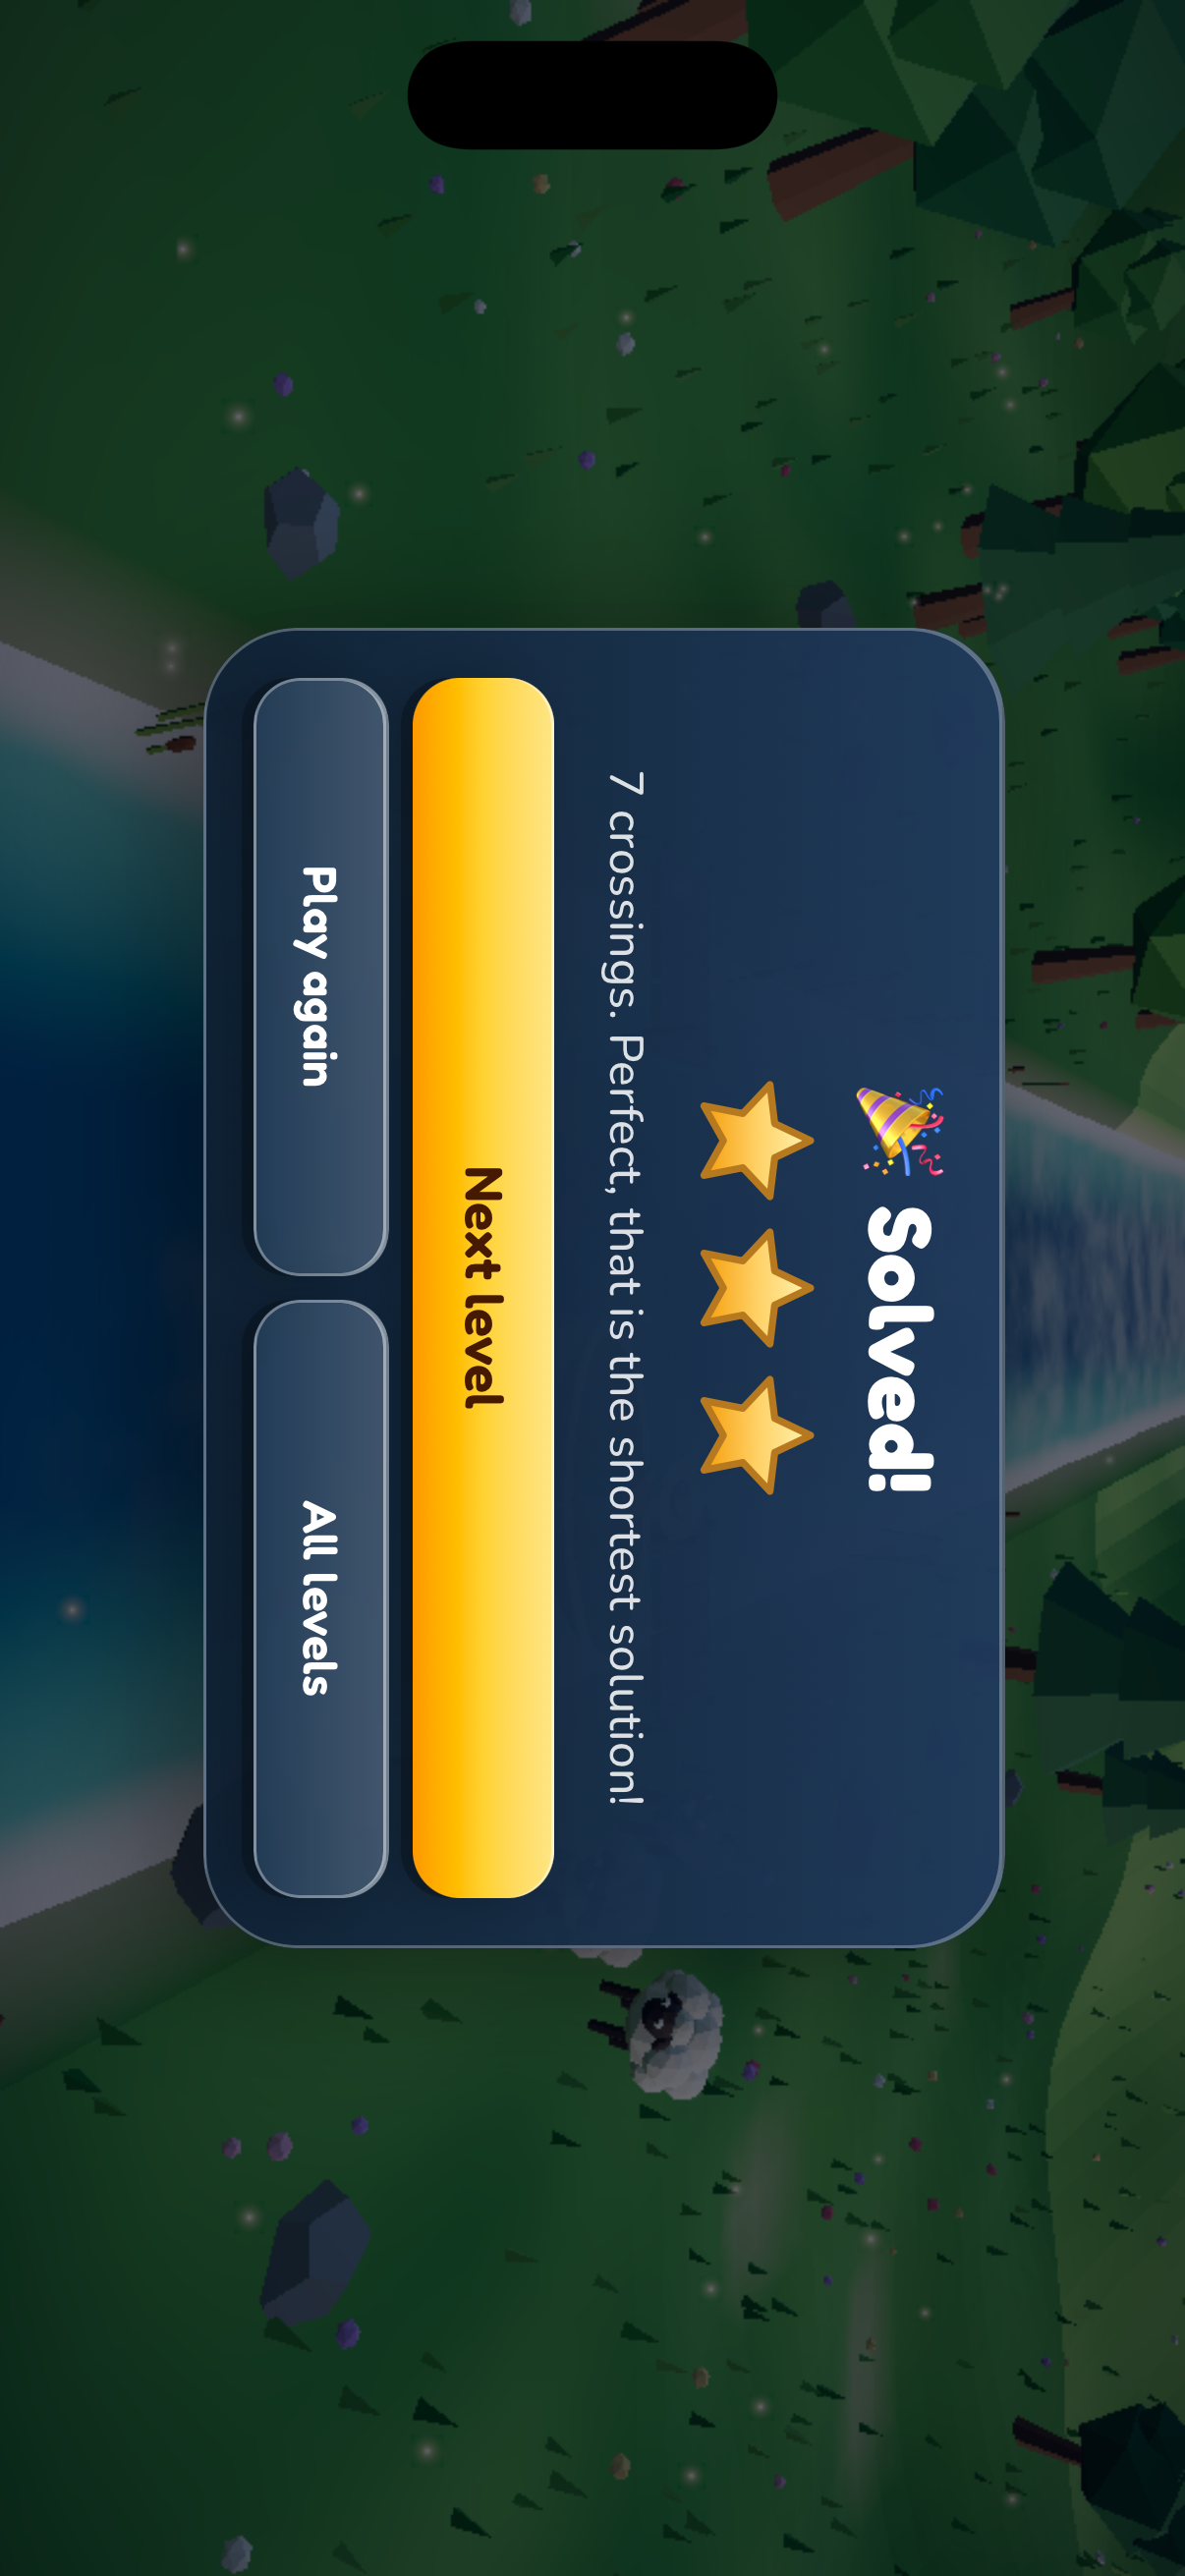 🎉 Solved!
7 crossings. Perfect, that is the shortest solution!
Next level
Play again
All levels